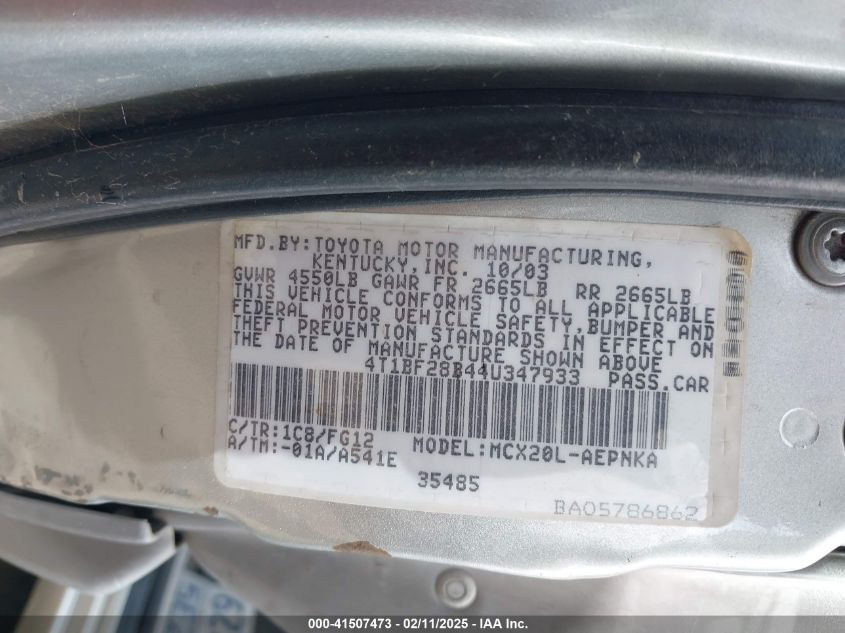 MFD.BY:TOYOTA MOTOR MANUFACTURING,
KENTUCKY,INC. 10/03
GVWR 4550LB GAWR FR 2665LB RR 2665LB
THIS VEHICLE CONFORMS TO ALL APPLICABLE
FEDERAL MOTOR VEHICLE SAFETY,BUMPER AND
THEFT PREVENTION STANDARDS IN EFFECT ON
THE DATE OF MANUFACTURE SHOWN ABOVE
4T1BF28B44U347933 PASS.CAR
C/TR:1C8/FG12 MODEL:MCX20L-AEPNKA
A/TM:-01A/A541E
35485
BA05786862
000-41507473 - 02/11/2025 - IAA Inc.